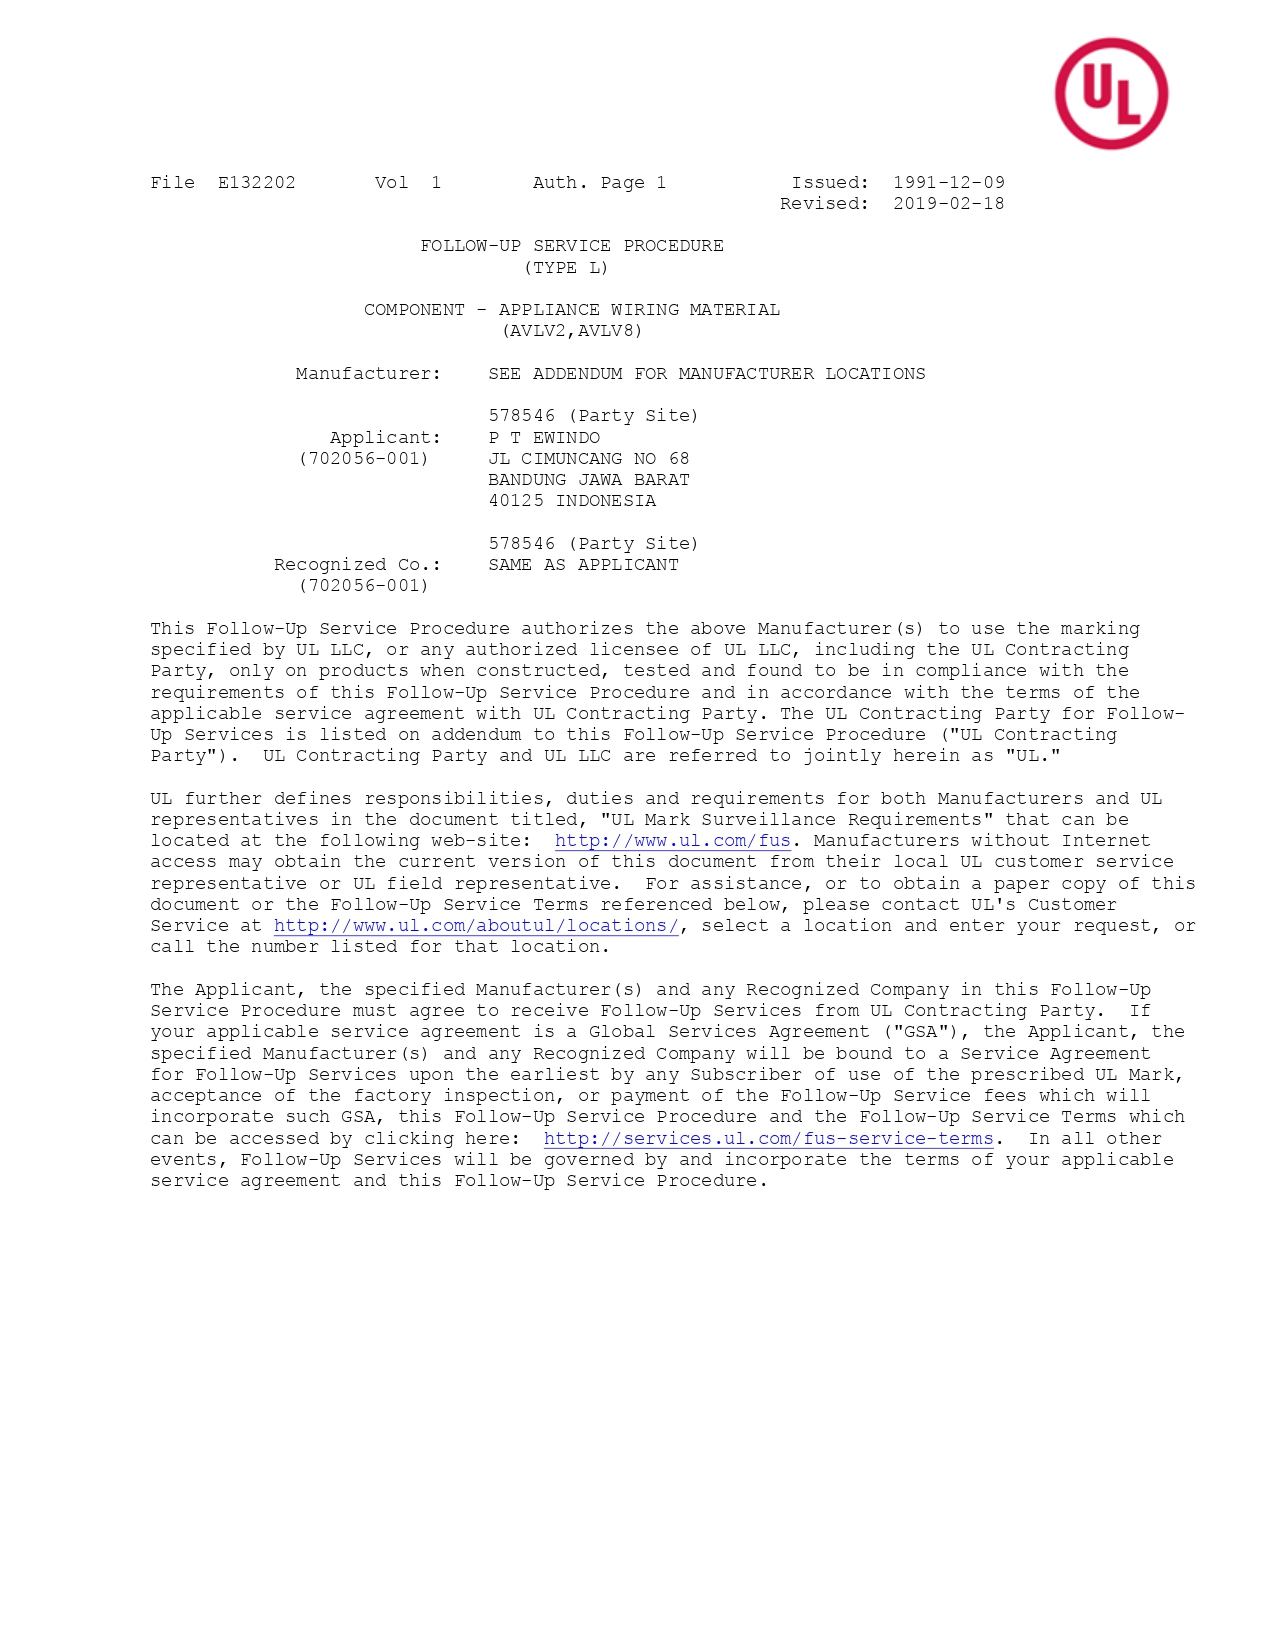 UL
File  E132202       Vol  1        Auth. Page 1           Issued:  1991-12-09
Revised:  2019-02-18
FOLLOW-UP SERVICE PROCEDURE
(TYPE L)
COMPONENT - APPLIANCE WIRING MATERIAL
(AVLV2,AVLV8)
Manufacturer:    SEE ADDENDUM FOR MANUFACTURER LOCATIONS
578546 (Party Site)
Applicant:    P T EWINDO
(702056-001)     JL CIMUNCANG NO 68
BANDUNG JAWA BARAT
40125 INDONESIA
578546 (Party Site)
Recognized Co.:    SAME AS APPLICANT
(702056-001)
This Follow-Up Service Procedure authorizes the above Manufacturer(s) to use the marking
specified by UL LLC, or any authorized licensee of UL LLC, including the UL Contracting
Party, only on products when constructed, tested and found to be in compliance with the
requirements of this Follow-Up Service Procedure and in accordance with the terms of the
applicable service agreement with UL Contracting Party. The UL Contracting Party for Follow-
Up Services is listed on addendum to this Follow-Up Service Procedure ("UL Contracting
Party").  UL Contracting Party and UL LLC are referred to jointly herein as "UL."
UL further defines responsibilities, duties and requirements for both Manufacturers and UL
representatives in the document titled, "UL Mark Surveillance Requirements" that can be
located at the following web-site:  http://www.ul.com/fus. Manufacturers without Internet
access may obtain the current version of this document from their local UL customer service
representative or UL field representative.  For assistance, or to obtain a paper copy of this
document or the Follow-Up Service Terms referenced below, please contact UL's Customer
Service at http://www.ul.com/aboutul/locations/, select a location and enter your request, or
call the number listed for that location.
The Applicant, the specified Manufacturer(s) and any Recognized Company in this Follow-Up
Service Procedure must agree to receive Follow-Up Services from UL Contracting Party.  If
your applicable service agreement is a Global Services Agreement ("GSA"), the Applicant, the
specified Manufacturer(s) and any Recognized Company will be bound to a Service Agreement
for Follow-Up Services upon the earliest by any Subscriber of use of the prescribed UL Mark,
acceptance of the factory inspection, or payment of the Follow-Up Service fees which will
incorporate such GSA, this Follow-Up Service Procedure and the Follow-Up Service Terms which
can be accessed by clicking here:  http://services.ul.com/fus-service-terms.  In all other
events, Follow-Up Services will be governed by and incorporate the terms of your applicable
service agreement and this Follow-Up Service Procedure.